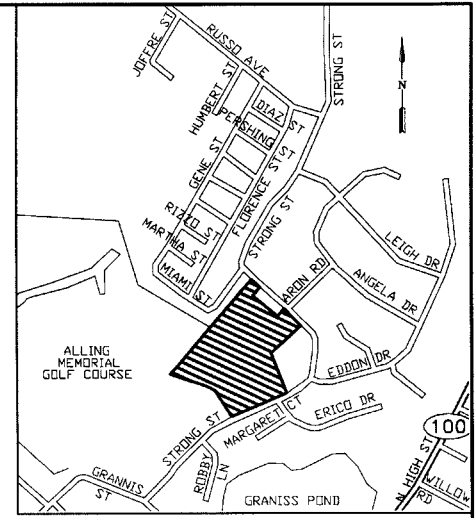 JOFFRE ST
RUSSO AVE
STRONG ST
HUMBERT ST
DIAZ ST
PERSHING ST
N
GENE ST
FLORENCE ST
RIZZO ST
STRONG ST
MARTHA ST
MIAMI ST
LEIGH DR
ARON RD
ANGELA DR
ALLING
MEMORIAL
GOLF COURSE
EDDON DR
STRONG ST
MARGARET CT
ERICO DR
100
N HIGH ST
ROBBY LN
GRANNIS ST
GRANISS POND
WILLOW RD